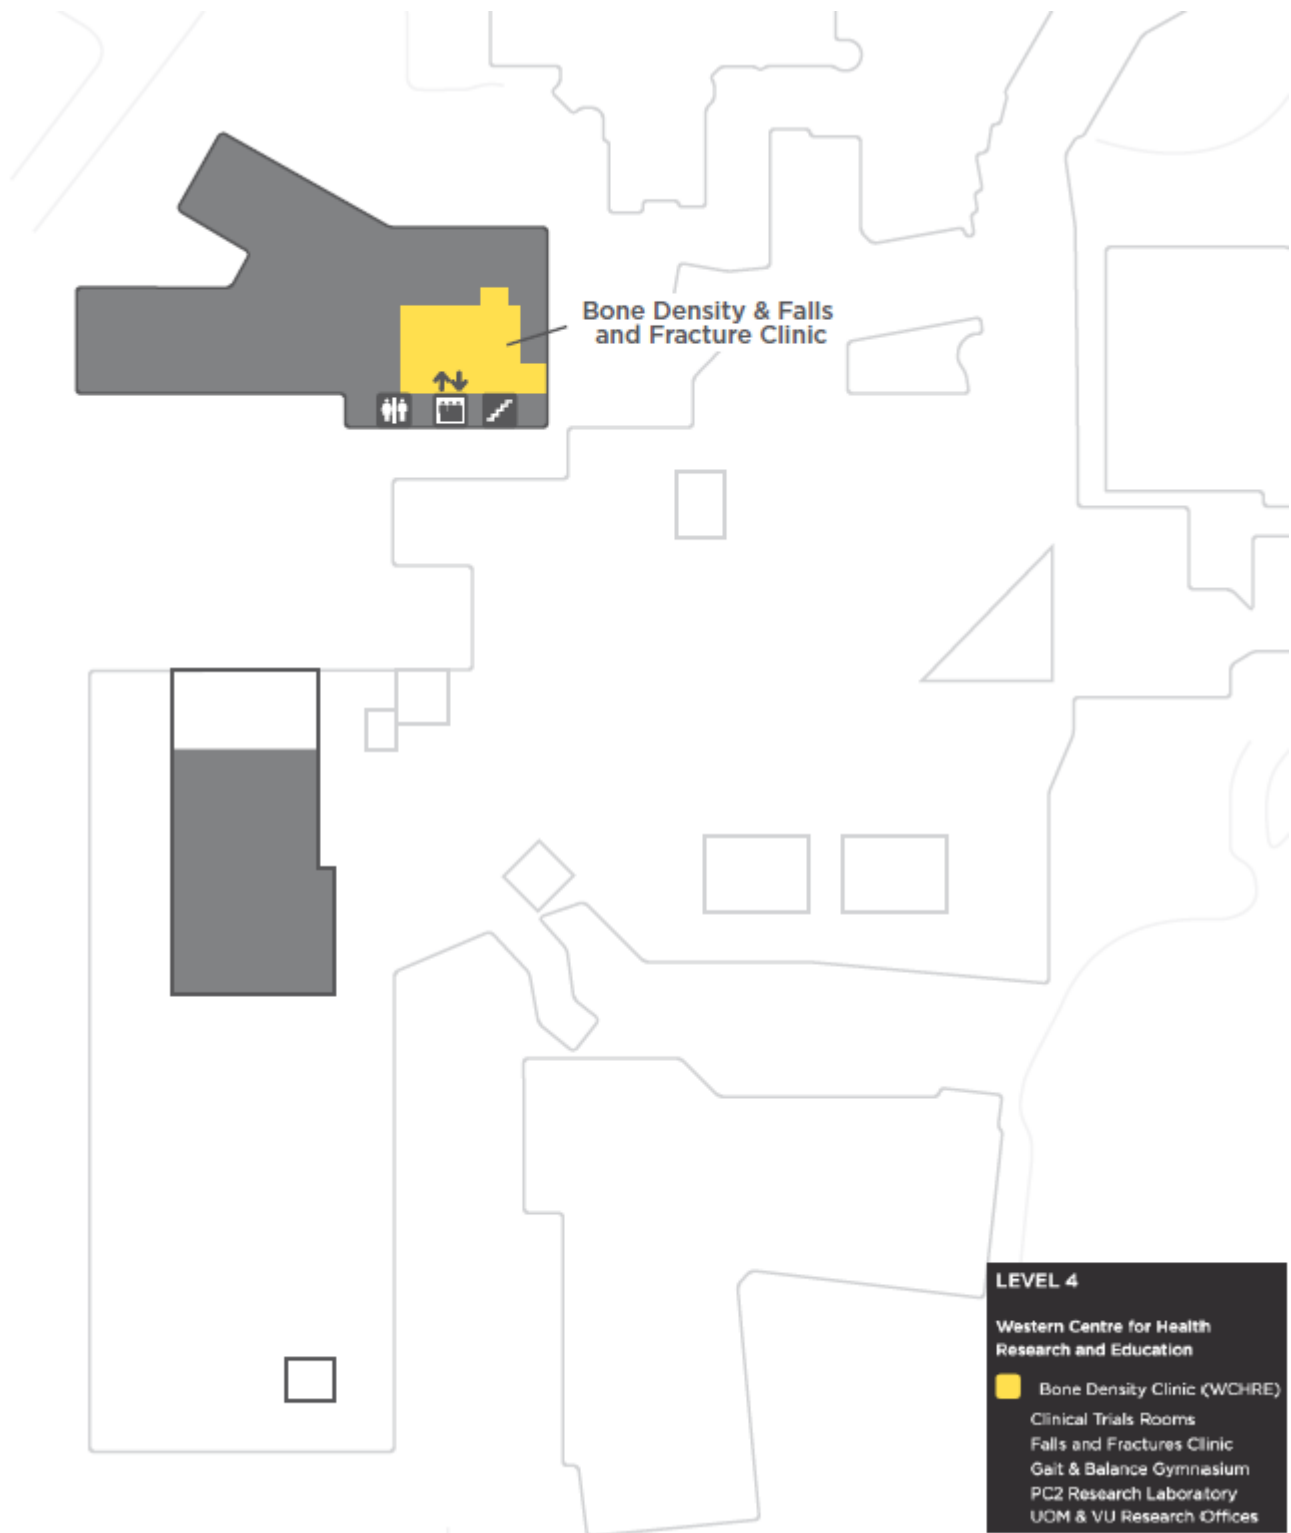 Bone Density & Falls
and Fracture Clinic
LEVEL 4
Western Centre for Health
Research and Education
Bone Density Clinic (WCHRE)
Clinical Trials Rooms
Falls and Fractures Clinic
Gait & Balance Gymnasium
PC2 Research Laboratory
UOM & VU Research Offices